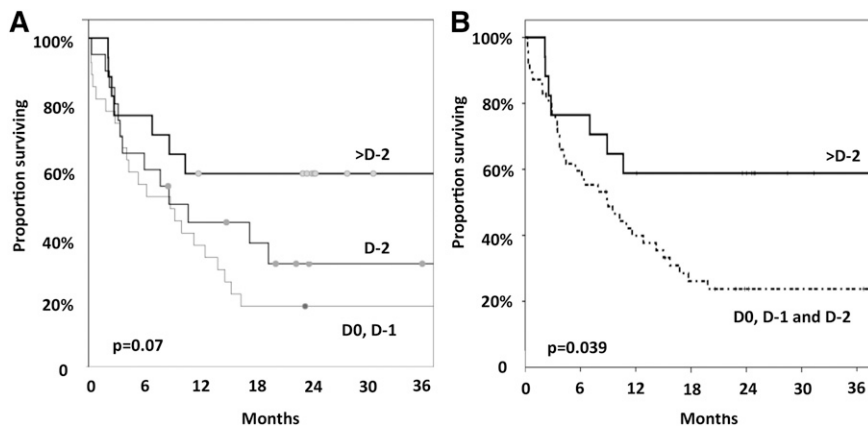 A
100%
80%
60%
40%
20%
0
Proportion surviving
>D-2
D-2
D0, D-1
p=0.07
0 6 12 18 24 30 36
Months
B
100%
80%
60%
40%
20%
0
Proportion surviving
>D-2
D0, D-1 and D-2
p=0.039
0 6 12 18 24 30 36
Months